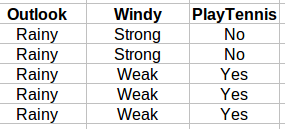 Outlook Windy PlayTennis
Rainy Strong No
Rainy Strong No
Rainy Weak Yes
Rainy Weak Yes
Rainy Weak Yes